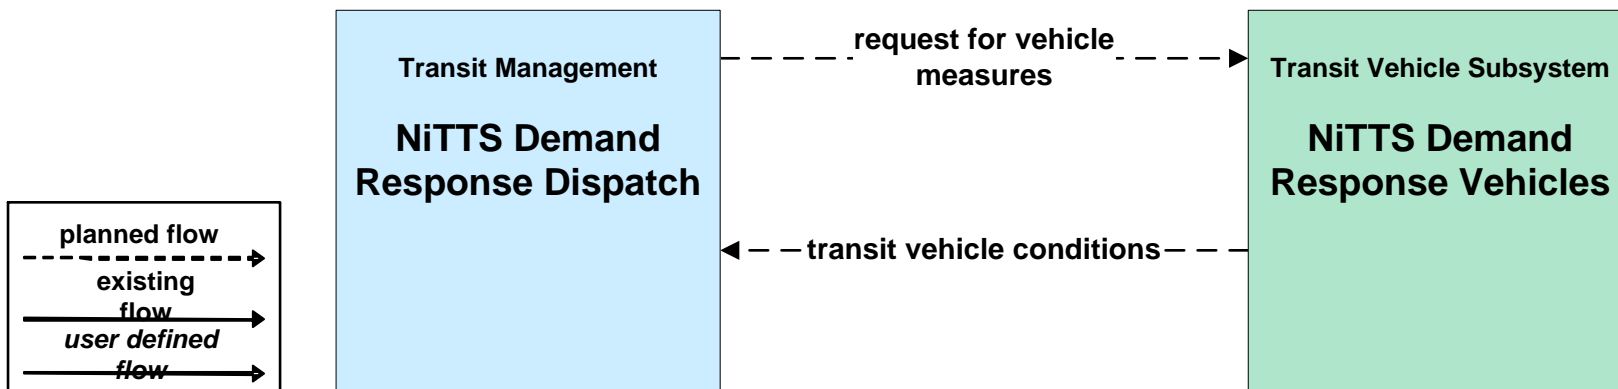 Transit Management
NiTTS Demand
Response Dispatch
request for vehicle
measures
Transit Vehicle Subsystem
NiTTS Demand
Response Vehicles
transit vehicle conditions
planned flow
existing
flow
user defined
flow